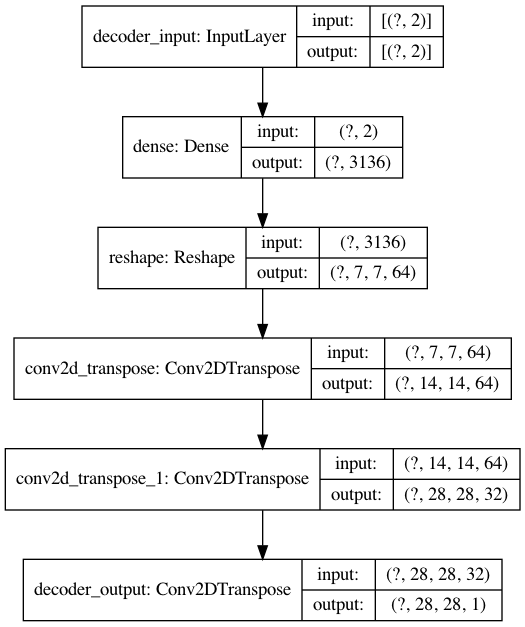 decoder_input: InputLayer
input: [(?, 2)]
output: [(?, 2)]
dense: Dense
input: (?, 2)
output: (?, 3136)
reshape: Reshape
input: (?, 3136)
output: (?, 7, 7, 64)
conv2d_transpose: Conv2DTranspose
input: (?, 7, 7, 64)
output: (?, 14, 14, 64)
conv2d_transpose_1: Conv2DTranspose
input: (?, 14, 14, 64)
output: (?, 28, 28, 32)
decoder_output: Conv2DTranspose
input: (?, 28, 28, 32)
output: (?, 28, 28, 1)